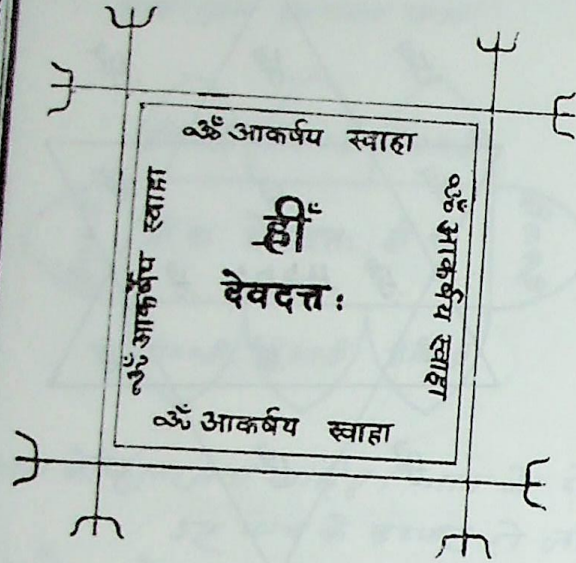 ॐ आकर्षय स्वाहा
ॐ आकर्षय स्वाहा
ह्रीँ
देवदत्तः
ॐ आकर्षय स्वाहा
ॐ आकर्षय स्वाहा